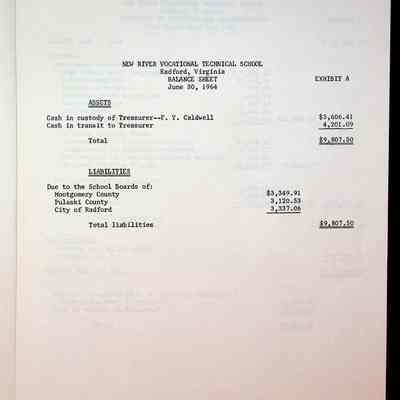 NEW RIVER VOCATIONAL TECHNICAL SCHOOL
Radford, Virginia
BALANCE SHEET EXHIBIT A
June 30, 1964
ASSETS
Cash in custody of Treasurer--F. Y. Caldwell $5,606.41
Cash in transit to Treasurer 4,201.09
Total $9,807.50
LIABILITIES
Due to the School Boards of:
Montgomery County $3,349.91
Pulaski County 3,120.53
City of Radford 3,337.06
Total liabilities $9,807.50